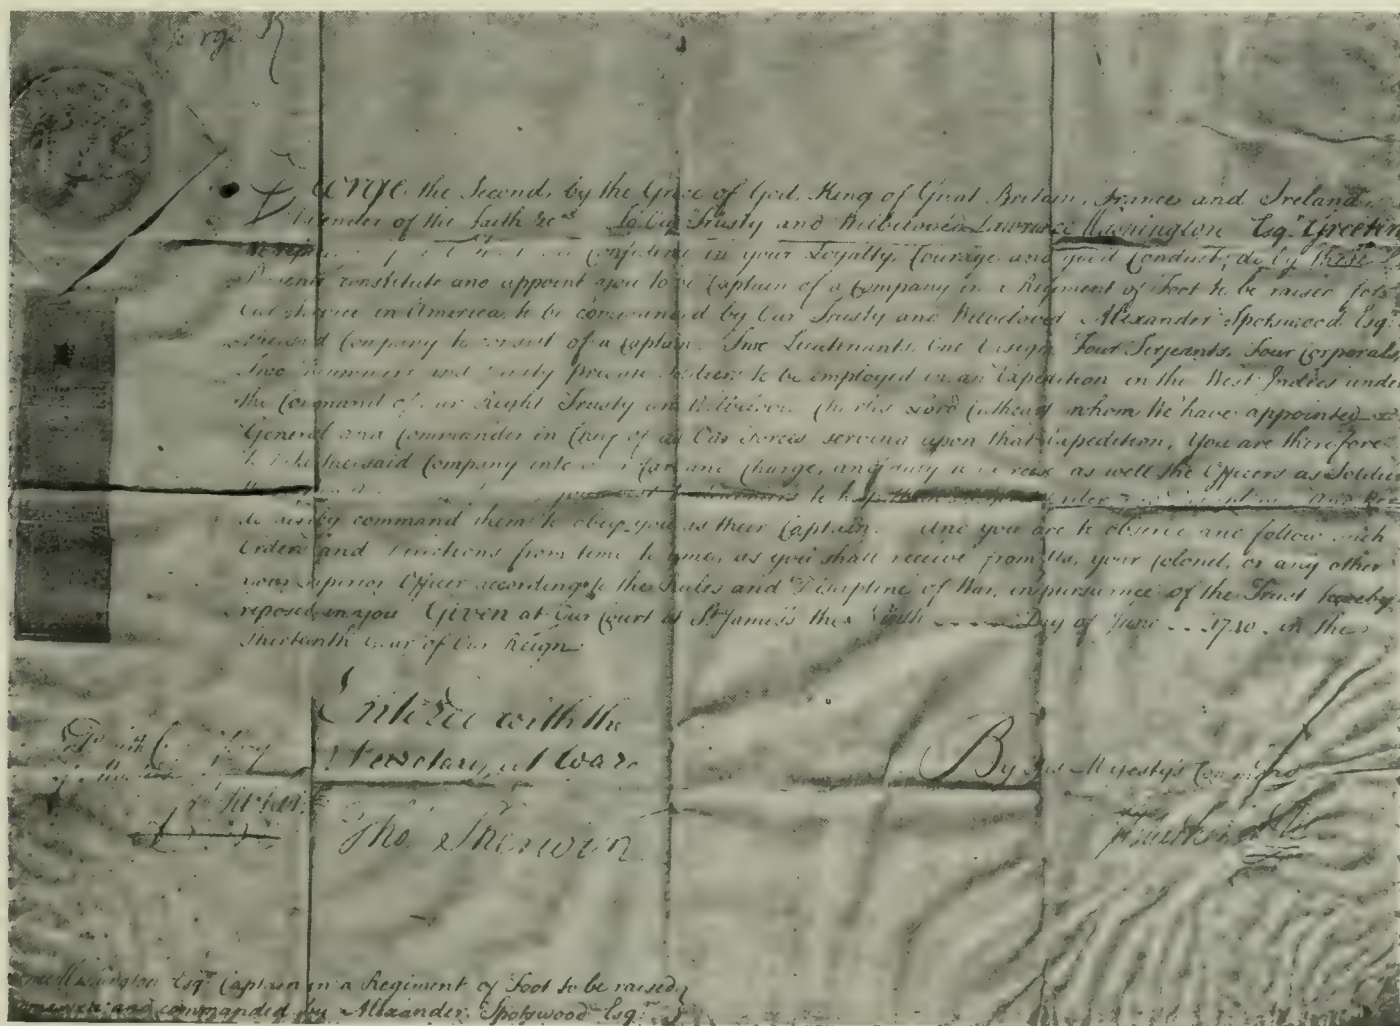 George R
George the Second, by the Grace of God, King of Great Britain, France and Ireland,
Defender of the Faith &c. To Our Trusty and Welbeloved Lawrence Washington Esqr. Greeting
in your Loyalty, Courage and good Conduct, do by these
Presents constitute and appoint you to be Captain of a Company in a Regiment of Foot to be raised for
Our Service in America, to be commanded by Our Trusty and Welbeloved Alexander Spotswood Esqr.
Company to consist of a Captain, Two Lieutenants, One Ensign, Four Serjeants, Four Corporals,
Two Drummers and private Soldiers to be employed in an Expedition in the West Indies under
the Command of Our Right Trusty and Welbeloved Charles Lord Cathcart whom We have appointed
General and Commander in Chief of all Our Forces serving upon that Expedition, You are therefore
to take the said Company into your Care and Charge, and duly to exercise as well the Officers as Soldiers
to keep them in good Order
do hereby command them to obey you as their Captain. And you are to observe and follow such
Orders and Directions from time to time, as you shall receive from Us, your Colonel, or any other
your Superior Officer according to the Rules and Discipline of War, in pursuance of the Trust hereby
reposed in you Given at Our Court at St. James's the Day of June 1740. in the
Thirteenth Year of Our Reign
Entered with the
Secretary at War
Tho. Sherwin
By His Majesty's Command
Washington Esqr. Captain in a Regiment of Foot to be raised
and commanded by Alexander Spotswood Esqr.